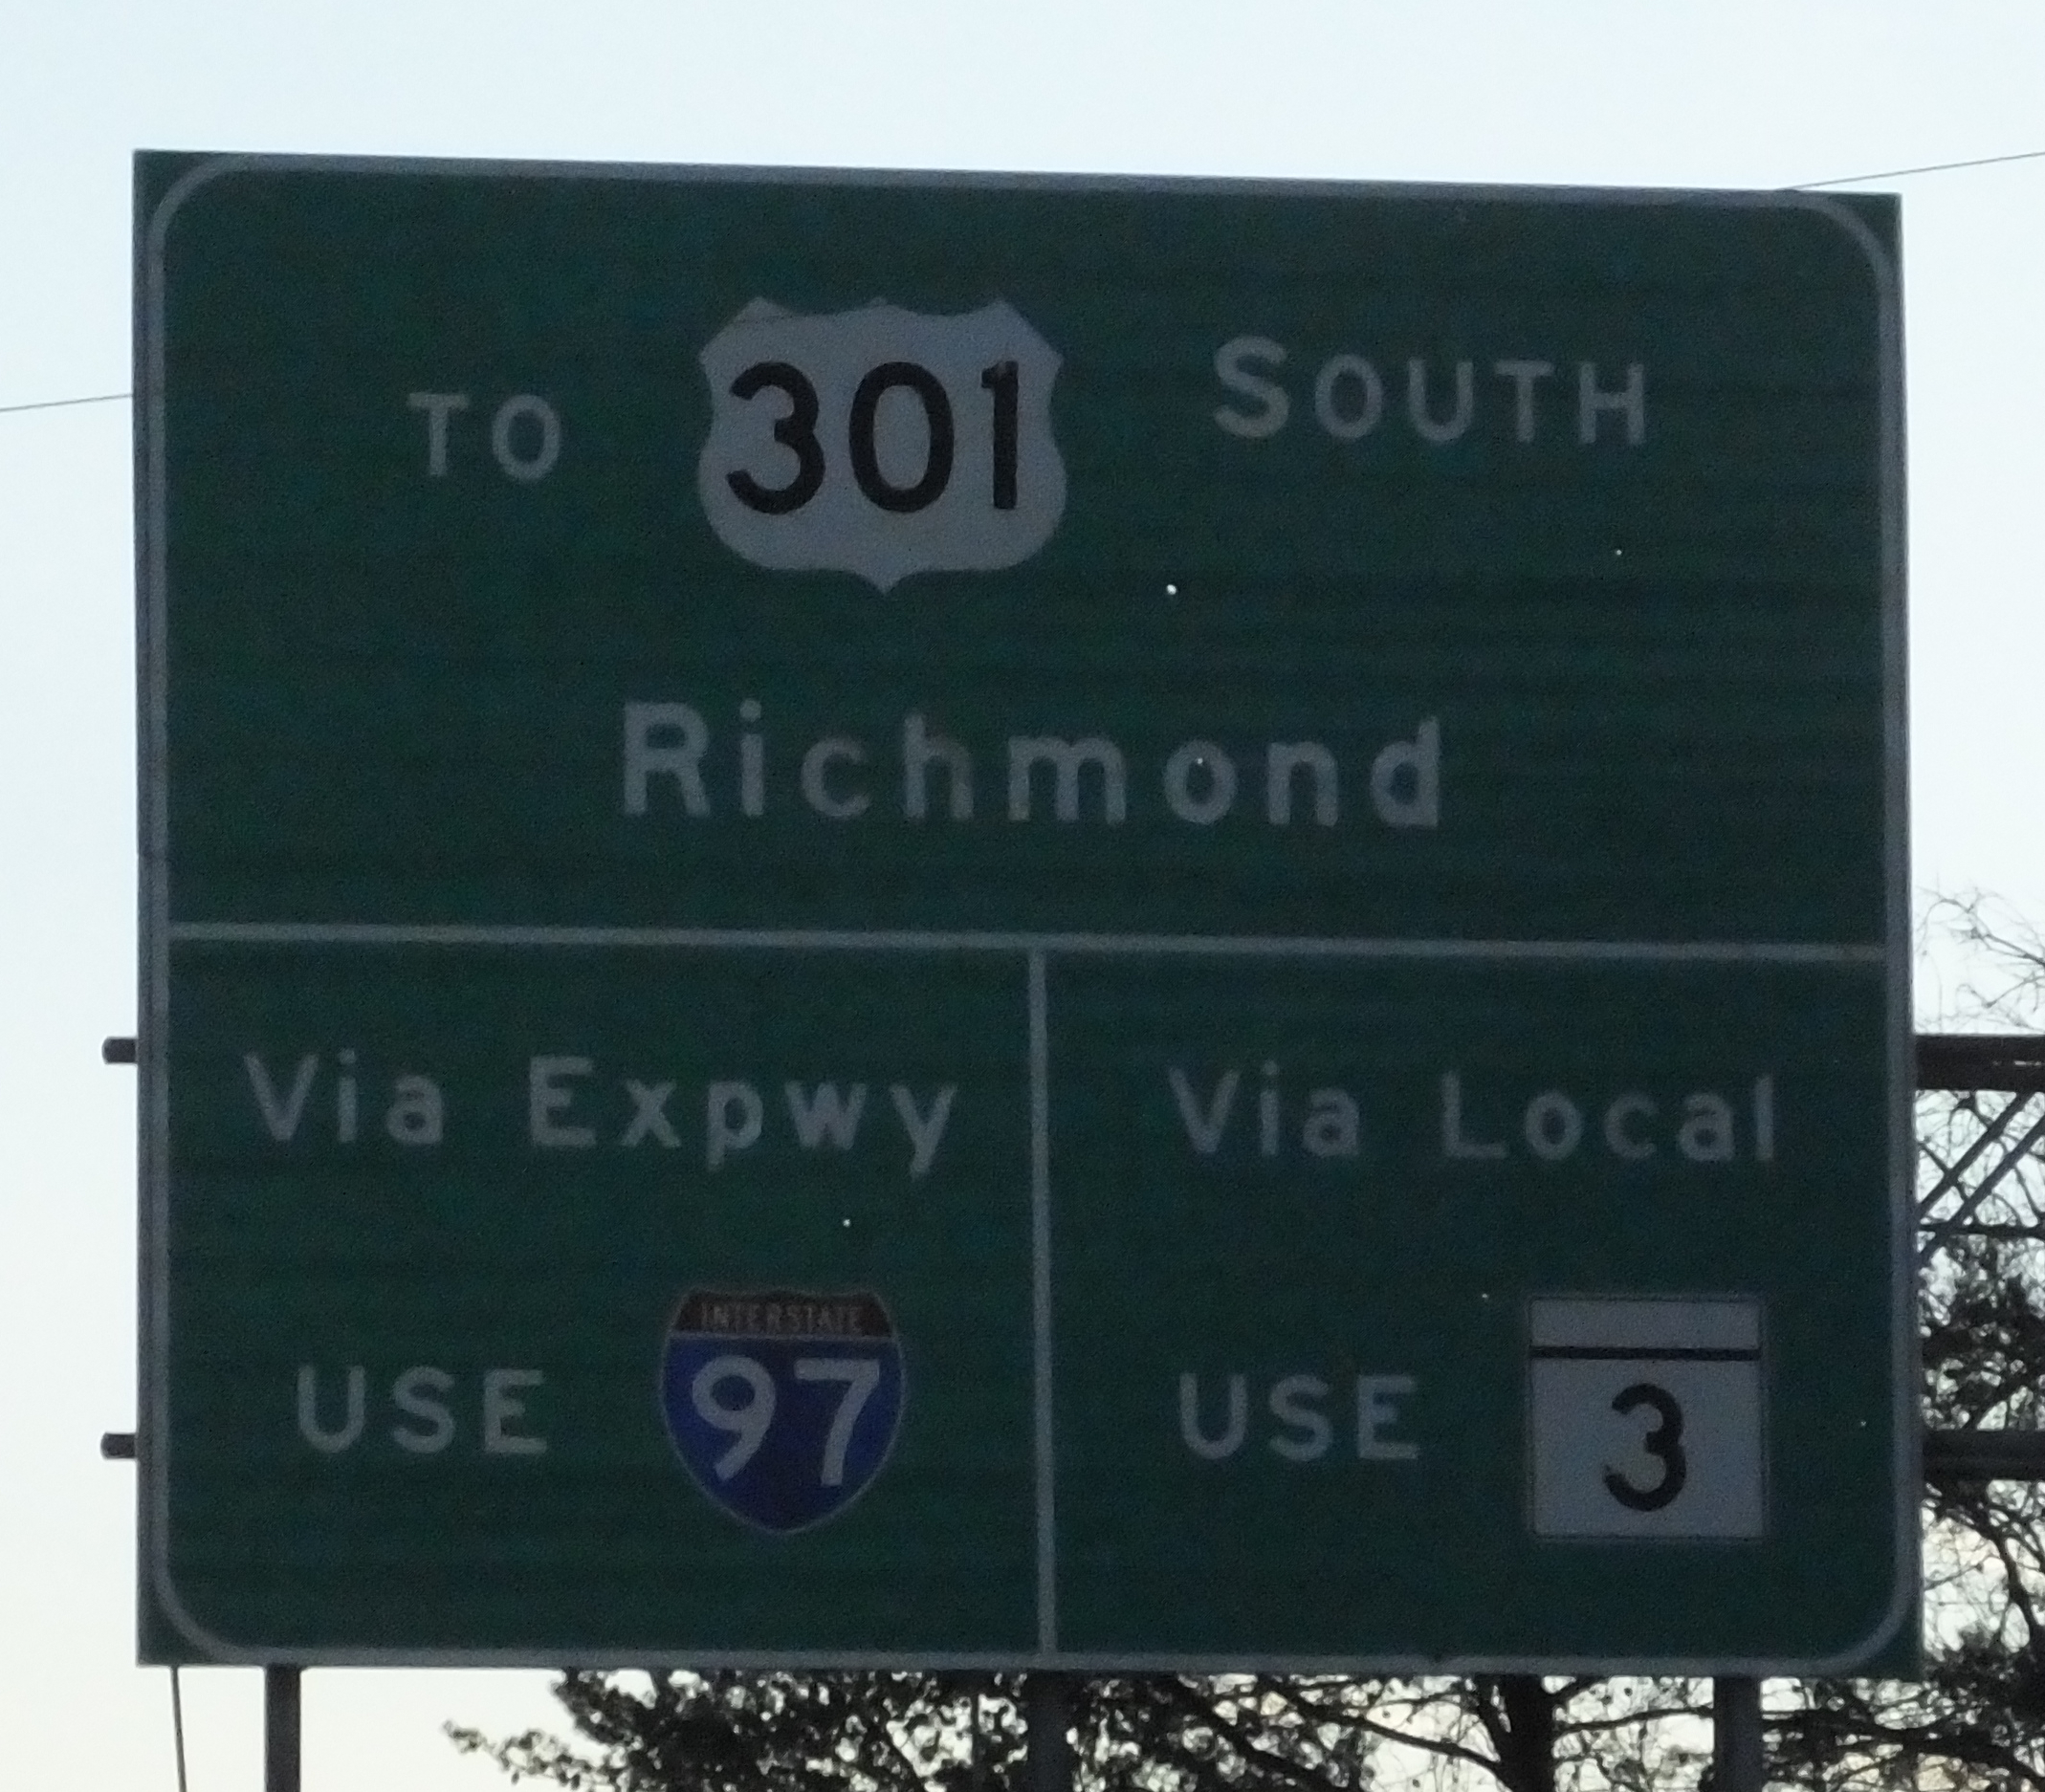 TO 301 SOUTH
Richmond
Via Expwy
USE INTERSTATE 97
Via Local
USE 3